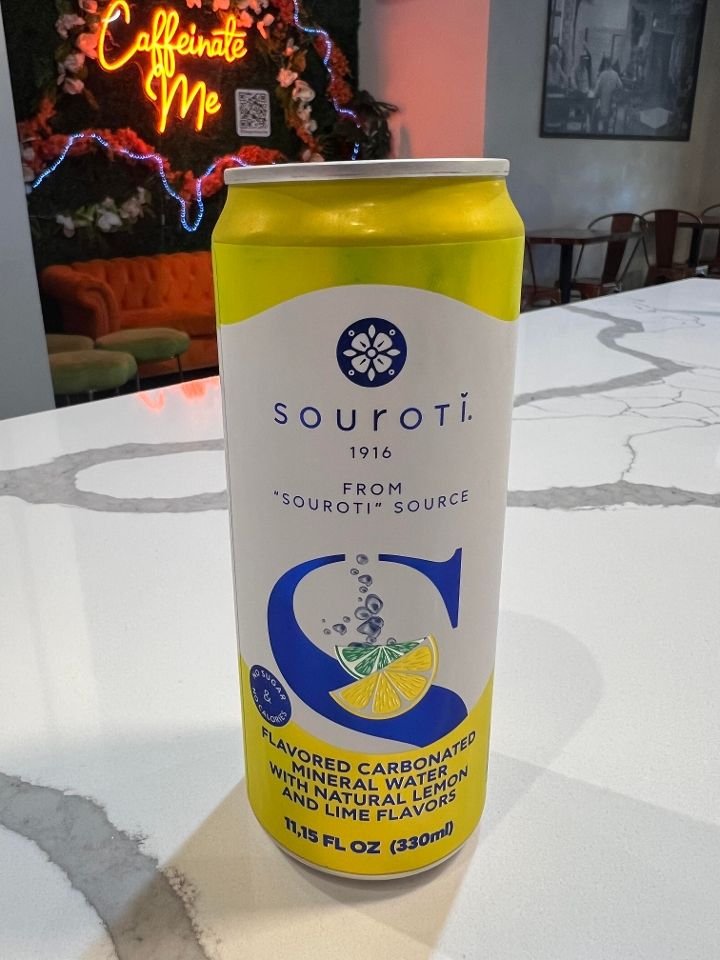 Caffeinate
Me
SOUROTI.
1916
FROM
"SOUROTI" SOURCE
NO SUGAR
&
NO CALORIES
FLAVORED CARBONATED
MINERAL WATER
WITH NATURAL LEMON
AND LIME FLAVORS
11,15 FL OZ (330ml)